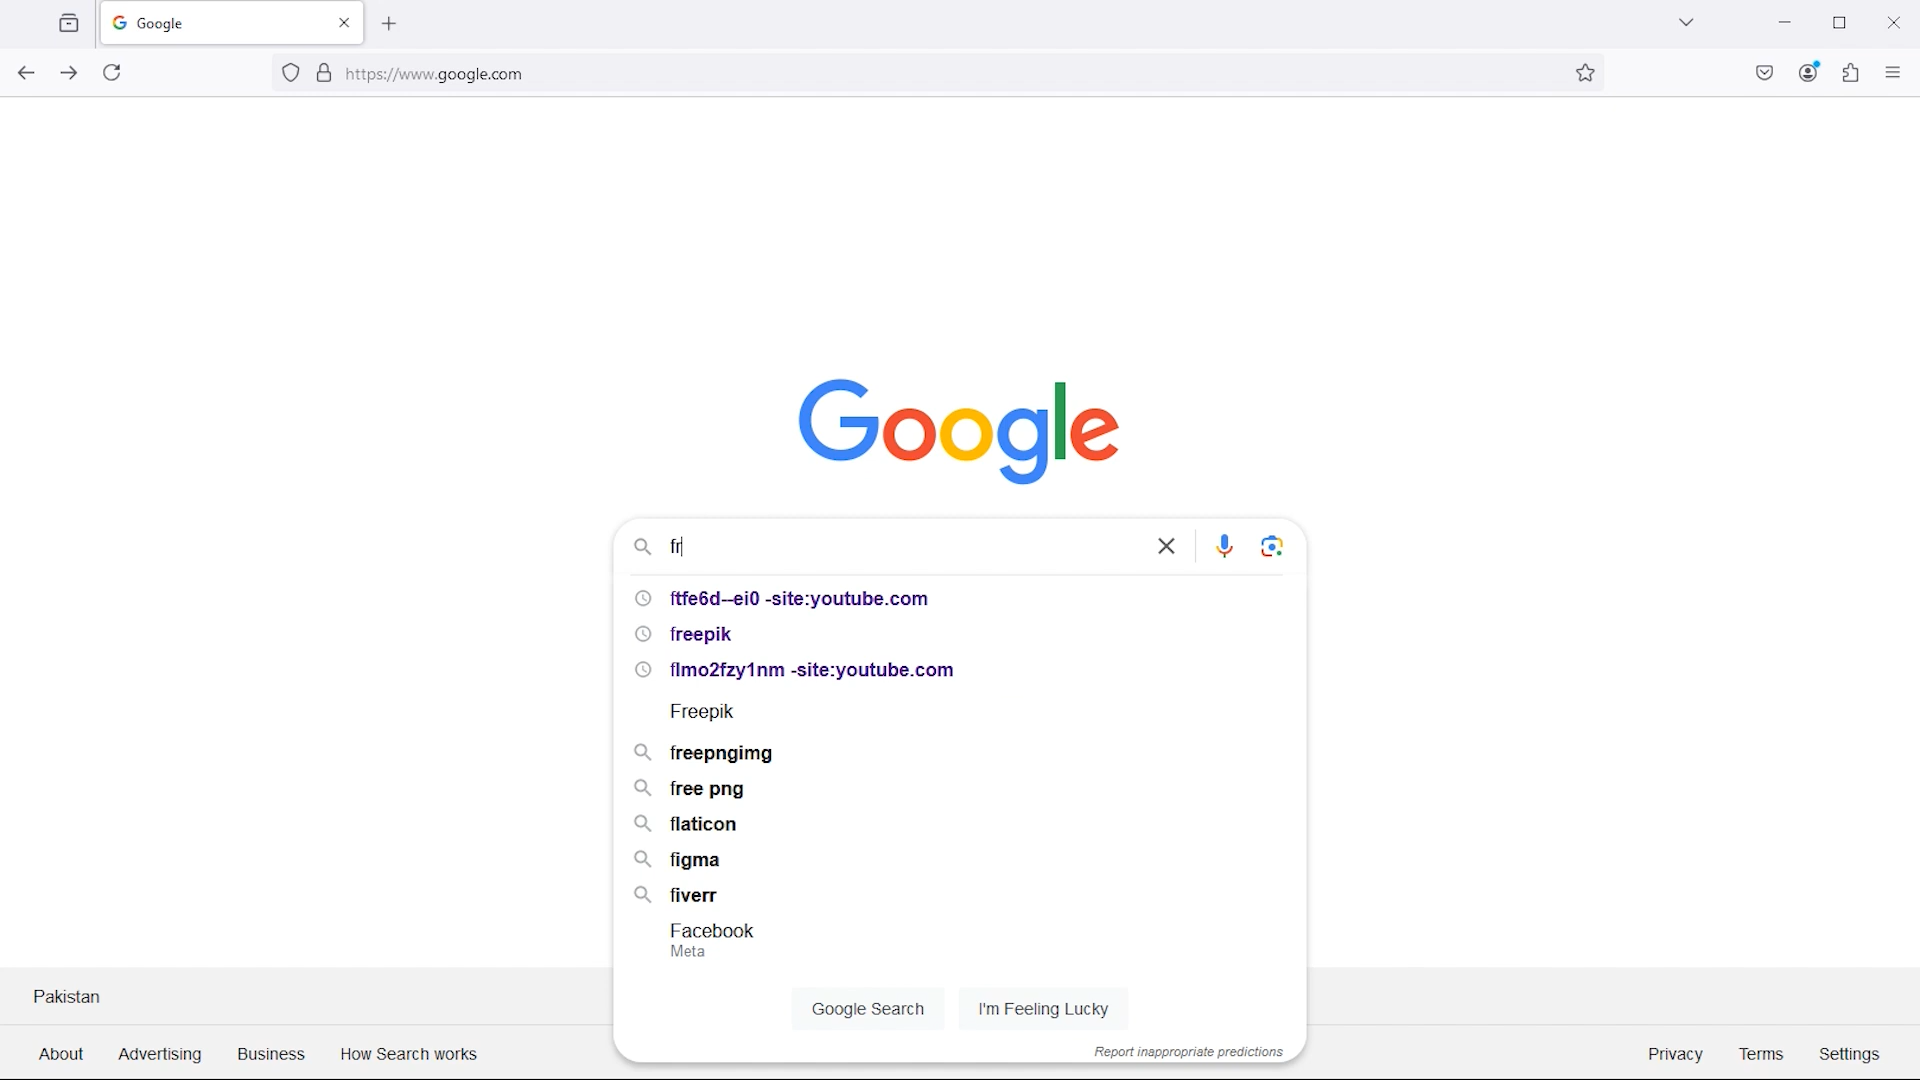 Google
https://www.google.com
Google
fr
ftfe6d--ei0 -site:youtube.com
freepik
flmo2fzy1nm -site:youtube.com
Freepik
freepngimg
free png
flaticon
figma
fiverr
Facebook
Meta
Google Search I'm Feeling Lucky
Report inappropriate predictions
Pakistan
About Advertising Business How Search works Privacy Terms Settings